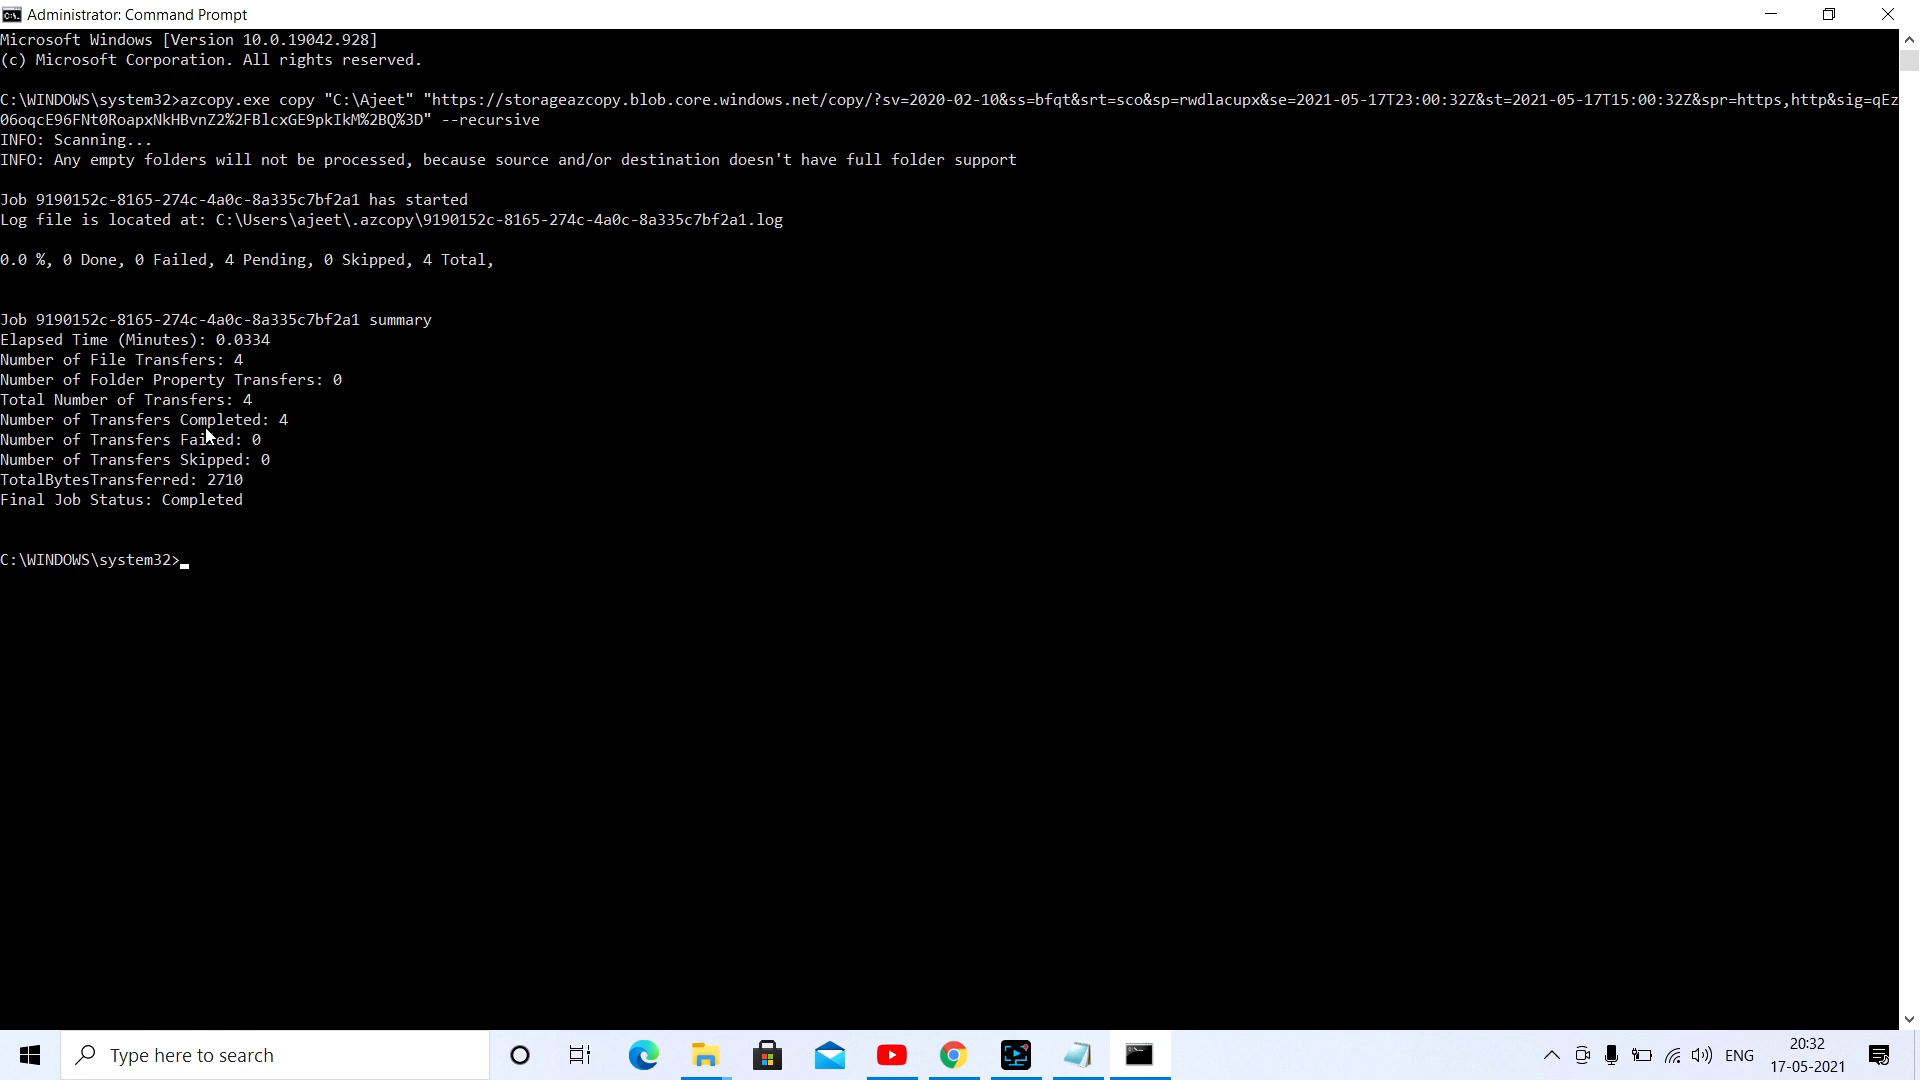 Administrator: Command Prompt
Microsoft Windows [Version 10.0.19042.928]
(c) Microsoft Corporation. All rights reserved.
C:\WINDOWS\system32>azcopy.exe copy "C:\Ajeet" "https://storageazcopy.blob.core.windows.net/copy/?sv=2020-02-10&ss=bfqt&srt=sco&sp=rwdlacupx&se=2021-05-17T23:00:32Z&st=2021-05-17T15:00:32Z&spr=https,http&sig=qEz
06oqcE96FNt0RoapxNkHBvnZ2%2FBlcxGE9pkIkM%2BQ%3D" --recursive
INFO: Scanning...
INFO: Any empty folders will not be processed, because source and/or destination doesn't have full folder support
Job 9190152c-8165-274c-4a0c-8a335c7bf2a1 has started
Log file is located at: C:\Users\ajeet\.azcopy\9190152c-8165-274c-4a0c-8a335c7bf2a1.log
0.0 %, 0 Done, 0 Failed, 4 Pending, 0 Skipped, 4 Total,
Job 9190152c-8165-274c-4a0c-8a335c7bf2a1 summary
Elapsed Time (Minutes): 0.0334
Number of File Transfers: 4
Number of Folder Property Transfers: 0
Total Number of Transfers: 4
Number of Transfers Completed: 4
Number of Transfers Failed: 0
Number of Transfers Skipped: 0
TotalBytesTransferred: 2710
Final Job Status: Completed
C:\WINDOWS\system32>
Type here to search
ENG
20:32
17-05-2021